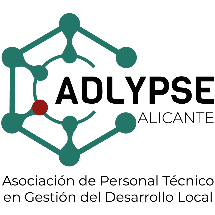 ADLYPSE
ALICANTE
Asociación de Personal Técnico
en Gestión del Desarrollo Local